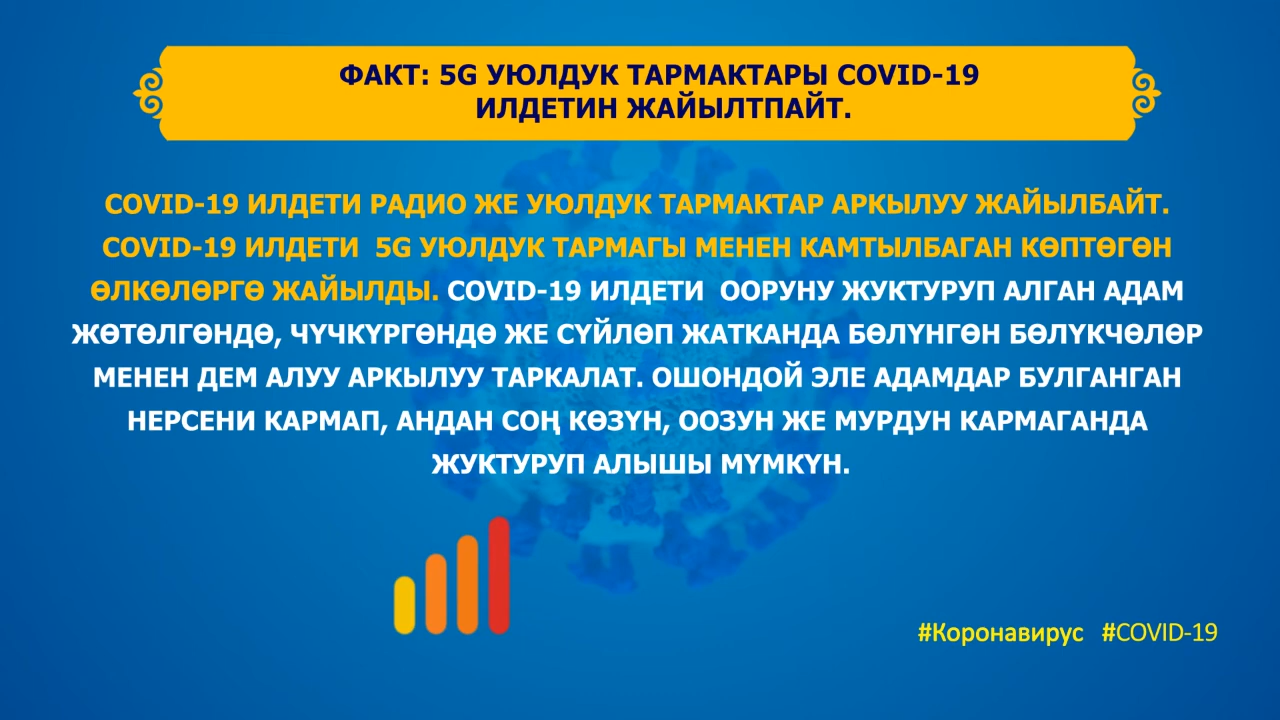 ФАКТ: 5G УЮЛДУК ТАРМАКТАРЫ COVID-19
ИЛДЕТИН ЖАЙЫЛТПАЙТ.
COVID-19 ИЛДЕТИ РАДИО ЖЕ УЮЛДУК ТАРМАКТАР АРКЫЛУУ ЖАЙЫЛБАЙТ.
COVID-19 ИЛДЕТИ 5G УЮЛДУК ТАРМАГЫ МЕНЕН КАМТЫЛБАГАН КӨПТӨГӨН
ӨЛКӨЛӨРГӨ ЖАЙЫЛДЫ. COVID-19 ИЛДЕТИ ООРУНУ ЖУКТУРУП АЛГАН АДАМ
ЖӨТӨЛГӨНДӨ, ЧҮЧКҮРГӨНДӨ ЖЕ СҮЙЛӨП ЖАТКАНДА БӨЛҮНГӨН БӨЛҮКЧӨЛӨР
МЕНЕН ДЕМ АЛУУ АРКЫЛУУ ТАРКАЛАТ. ОШОНДОЙ ЭЛЕ АДАМДАР БУЛГАНГАН
НЕРСЕНИ КАРМАП, АНДАН СОҢ КӨЗҮН, ООЗУН ЖЕ МУРДУН КАРМАГАНДА
ЖУКТУРУП АЛЫШЫ МҮМКҮН.
#Коронавирус #COVID-19